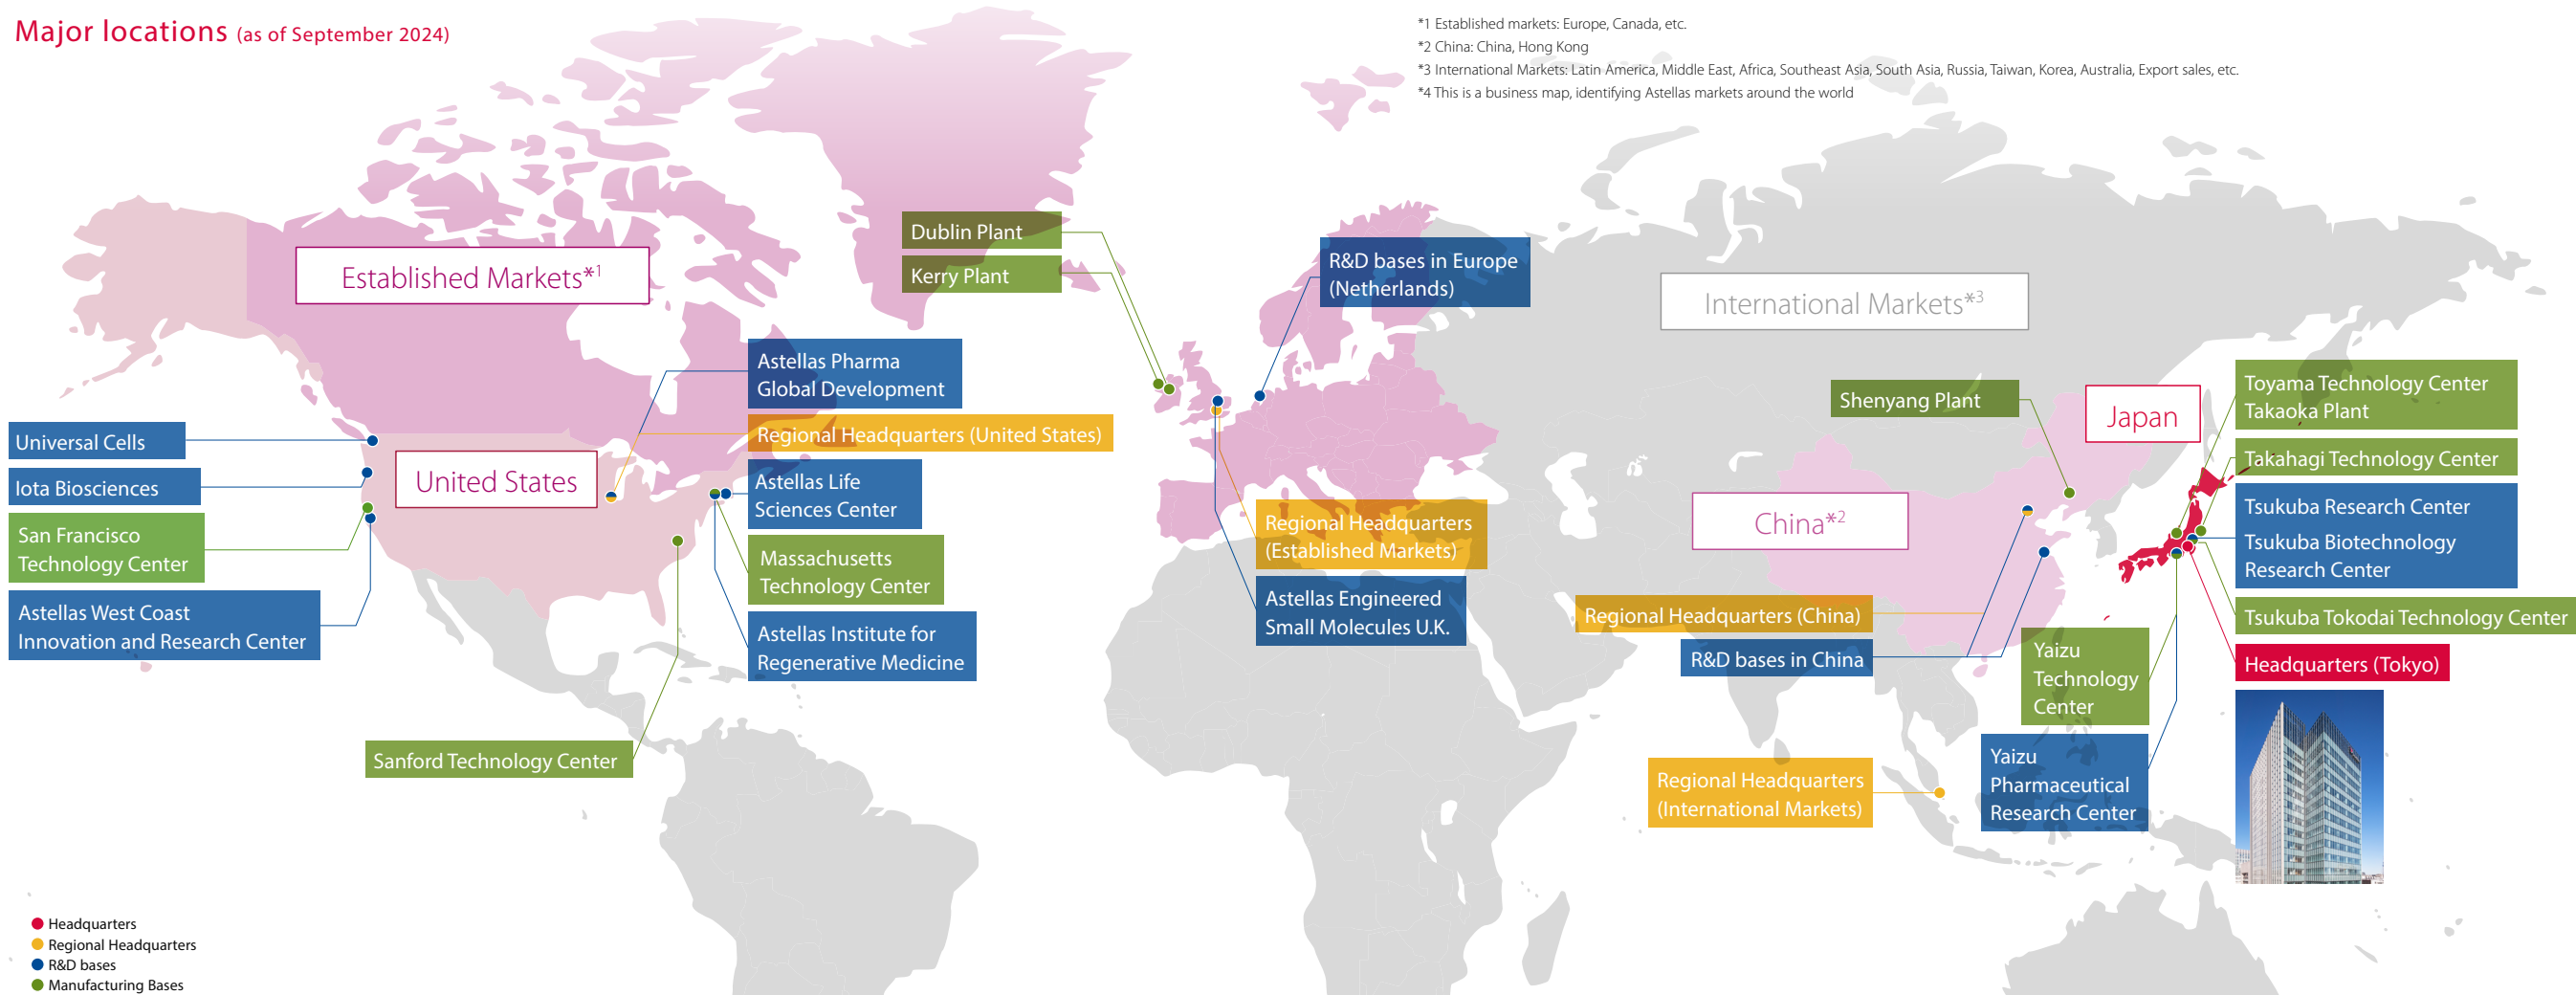 Major locations (as of September 2024)
*1 Established markets: Europe, Canada, etc.
*2 China: China, Hong Kong
*3 International Markets: Latin America, Middle East, Africa, Southeast Asia, South Asia, Russia, Taiwan, Korea, Australia, Export sales, etc.
*4 This is a business map, identifying Astellas markets around the world
Established Markets*1
Dublin Plant
Kerry Plant
R&D bases in Europe
(Netherlands)
International Markets*3
Astellas Pharma
Global Development
Regional Headquarters (United States)
Universal Cells
Iota Biosciences
San Francisco
Technology Center
Astellas West Coast
Innovation and Research Center
United States
Astellas Life
Sciences Center
Massachusetts
Technology Center
Astellas Institute for
Regenerative Medicine
Sanford Technology Center
Regional Headquarters
(Established Markets)
Astellas Engineered
Small Molecules U.K.
Shenyang Plant
China*2
Regional Headquarters (China)
R&D bases in China
Regional Headquarters
(International Markets)
Japan
Toyama Technology Center
Takaoka Plant
Takahagi Technology Center
Tsukuba Research Center
Tsukuba Biotechnology
Research Center
Tsukuba Tokodai Technology Center
Headquarters (Tokyo)
Yaizu
Technology
Center
Yaizu
Pharmaceutical
Research Center
Headquarters
Regional Headquarters
R&D bases
Manufacturing Bases